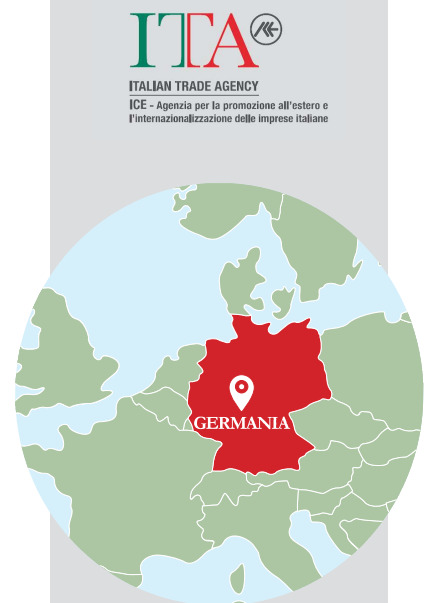 ITA
ITALIAN TRADE AGENCY
ICE - Agenzia per la promozione all'estero e
l'internazionalizzazione delle imprese italiane
GERMANIA